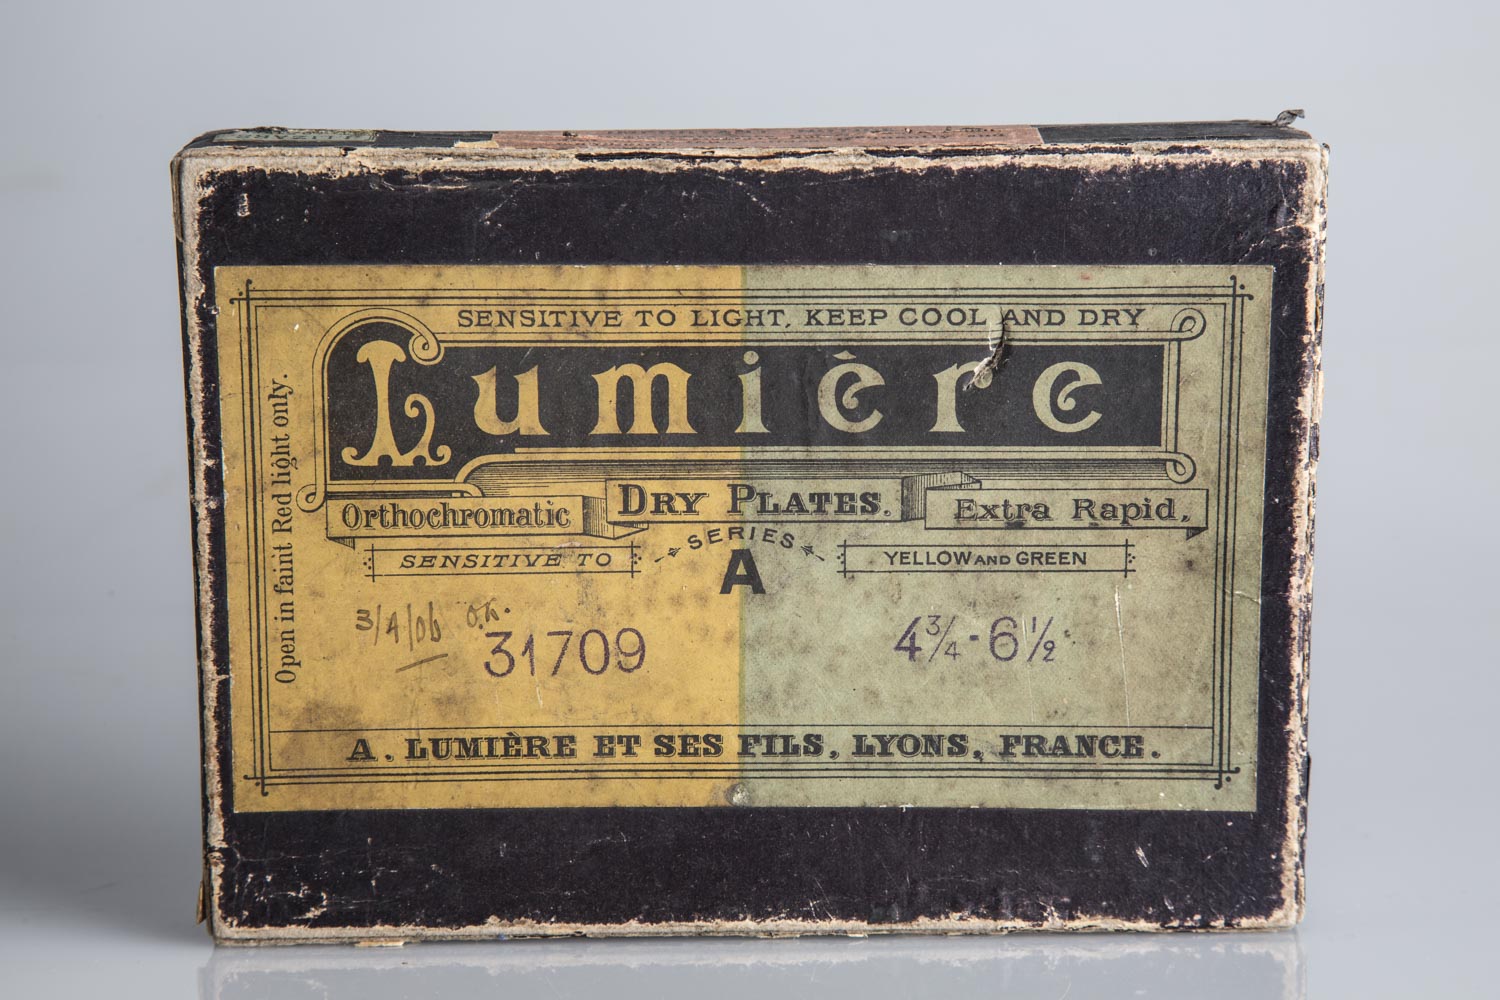 SENSITIVE TO LIGHT, KEEP COOL AND DRY
Lumière
Open in faint Red light only.
Orthochromatic DRY PLATES. Extra Rapid,
SENSITIVE TO SERIES A YELLOW AND GREEN
3/4/06 O.K.
31709 4¾-6½
A. LUMIÈRE ET SES FILS, LYONS, FRANCE.